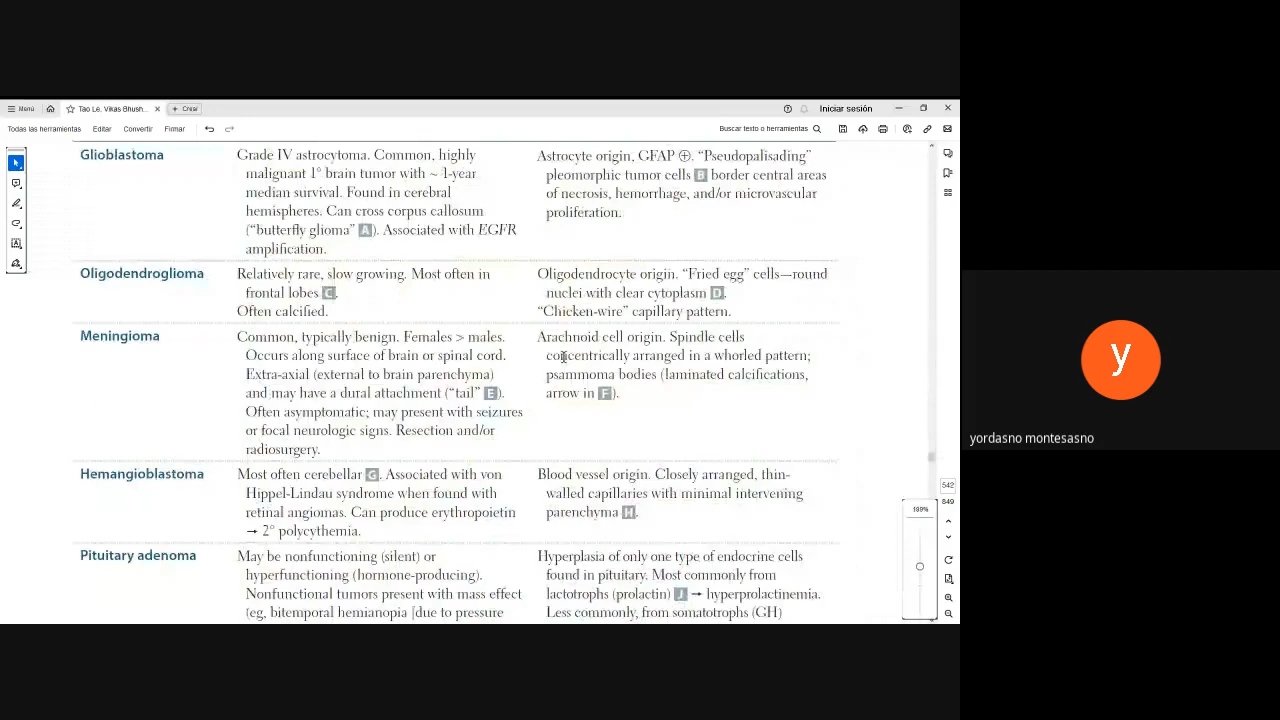 Menú
Tao Le, Vikas Bhush...
Crear
Iniciar sesión
Todas las herramientas Editar Convertir Firmar
Buscar texto o herramientas
Glioblastoma
Grade IV astrocytoma. Common, highly
malignant 1° brain tumor with ~ 1-year
median survival. Found in cerebral
hemispheres. Can cross corpus callosum
(“butterfly glioma” A). Associated with EGFR
amplification.
Astrocyte origin, GFAP ⊕. “Pseudopalisading”
pleomorphic tumor cells B border central areas
of necrosis, hemorrhage, and/or microvascular
proliferation.
Oligodendroglioma
Relatively rare, slow growing. Most often in
frontal lobes C.
Often calcified.
Oligodendrocyte origin. “Fried egg” cells—round
nuclei with clear cytoplasm D.
“Chicken-wire” capillary pattern.
Meningioma
Common, typically benign. Females > males.
Occurs along surface of brain or spinal cord.
Extra-axial (external to brain parenchyma)
and may have a dural attachment (“tail” E).
Often asymptomatic; may present with seizures
or focal neurologic signs. Resection and/or
radiosurgery.
Arachnoid cell origin. Spindle cells
concentrically arranged in a whorled pattern;
psammoma bodies (laminated calcifications,
arrow in F).
Hemangioblastoma
Most often cerebellar G. Associated with von
Hippel-Lindau syndrome when found with
retinal angiomas. Can produce erythropoietin
→ 2° polycythemia.
Blood vessel origin. Closely arranged, thin-
walled capillaries with minimal intervening
parenchyma H.
Pituitary adenoma
May be nonfunctioning (silent) or
hyperfunctioning (hormone-producing).
Nonfunctional tumors present with mass effect
(eg, bitemporal hemianopia [due to pressure
Hyperplasia of only one type of endocrine cells
found in pituitary. Most commonly from
lactotrophs (prolactin) J → hyperprolactinemia.
Less commonly, from somatotrophs (GH)
542
849
189%
y
yordasno montesasno